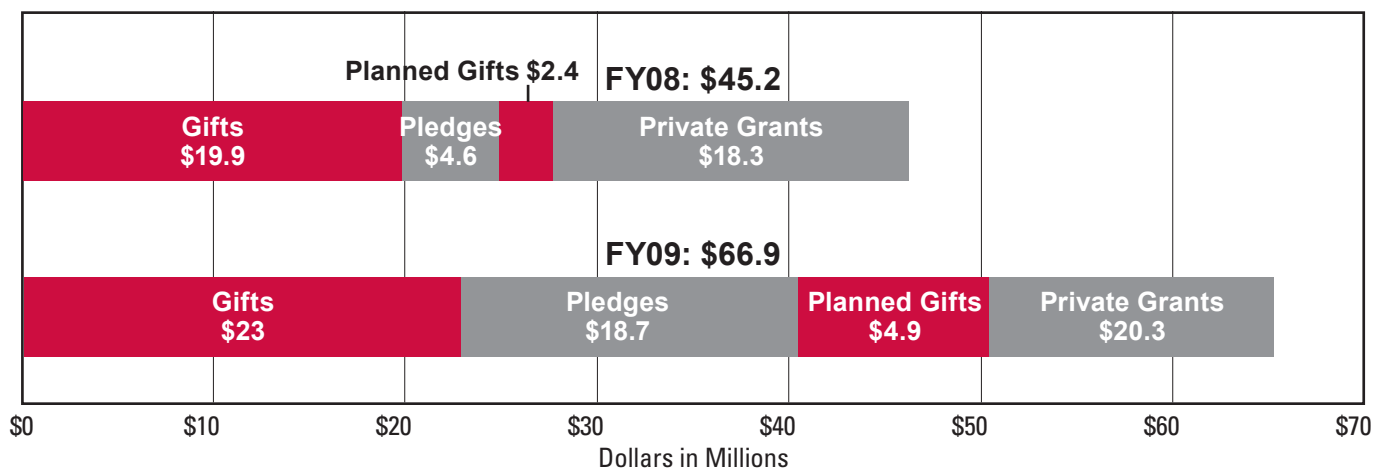 Planned Gifts $2.4
FY08: $45.2
Gifts
$19.9
Pledges
$4.6
Private Grants
$18.3
FY09: $66.9
Gifts
$23
Pledges
$18.7
Planned Gifts
$4.9
Private Grants
$20.3
$0 $10 $20 $30 $40 $50 $60 $70
Dollars in Millions